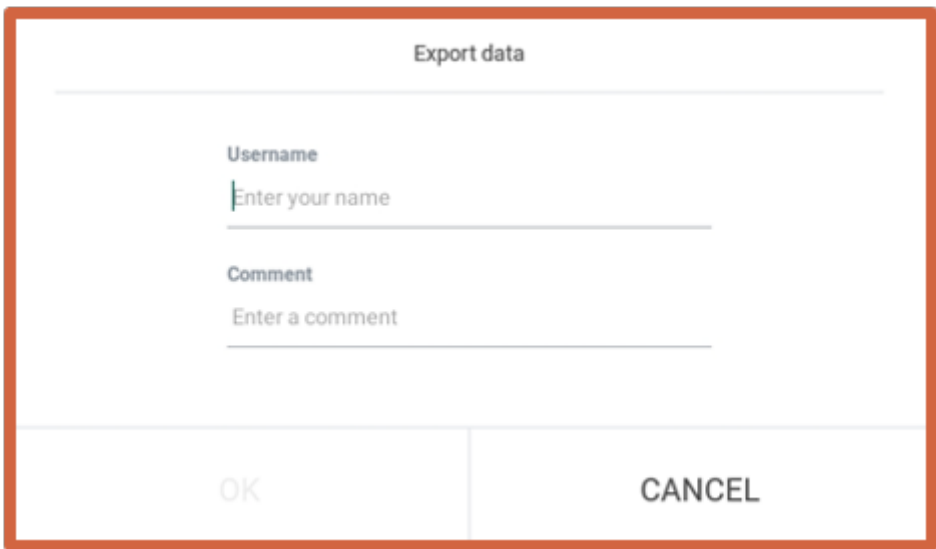 Export data
Username
Enter your name
Comment
Enter a comment
OK
CANCEL